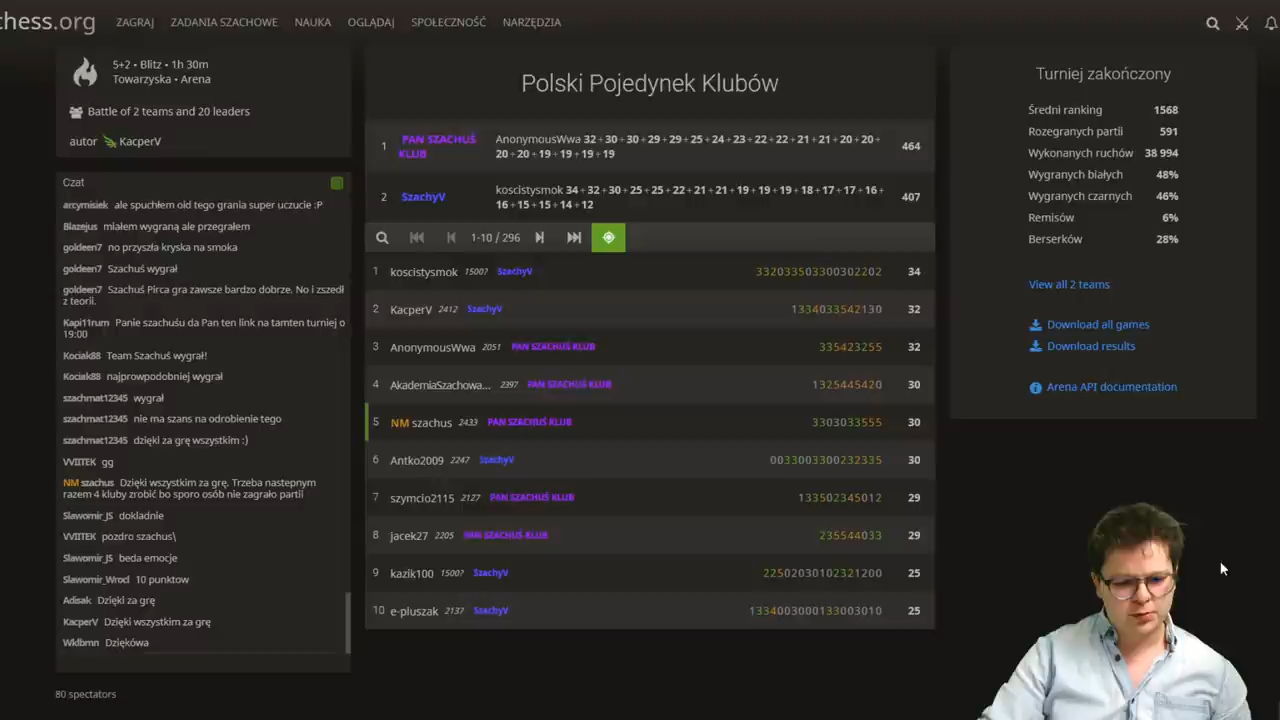 hess.org ZAGRAJ ZADANIA SZACHOWE NAUKA OGLĄDAJ SPOŁECZNOŚĆ NARZĘDZIA
5+2 • Blitz • 1h 30m
Towarzyska • Arena
Battle of 2 teams and 20 leaders
autor KacperV
Czat
arcymisiek ale spuchłem oid tego grania super uczucie :P
Blazejus miałem wygraną ale przegrałem
goldeen7 no przyszła kryska na smoka
goldeen7 Szachuś wygrał
goldeen7 Szachuś Pirca gra zawsze bardzo dobrze. No i zszedł
z teorii.
Kapi11rum Panie szachuśu da Pan ten link na tamten turniej o
19:00
Kociak88 Team Szachuś wygrał!
Kociak88 najprowpodobniej wygrał
szachmat12345 wygrał
szachmat12345 nie ma szans na odrobienie tego
szachmat12345 dzięki za grę wszystkim :)
VVIITEK gg
NM szachus Dzięki wszystkim za grę. Trzeba nastepnym
razem 4 kluby zrobić bo sporo osób nie zagrało partii
Slawomir_JS dokladnie
VVIITEK pozdro szachus\
Slawomir_JS beda emocje
Slawomir_Wrocl 10 punktow
Adisak Dzięki za grę
KacperV Dzięki wszystkim za grę
Wklbmn Dziękówa
80 spectators
Polski Pojedynek Klubów
1 PAN SZACHUŚ KLUB AnonymousWwa 32+30+30+29+29+25+24+23+22+22+21+21+20+20+
20+20+19+19+19+19 464
2 SzachyV koscistysmok 34+32+30+25+25+22+21+21+19+19+19+18+17+17+16+
16+15+15+14+12 407
1-10 / 296
1 koscistysmok 1500? SzachyV 332033503300302202 34
2 KacperV 2412 SzachyV 1334033542130 32
3 AnonymousWwa 2051 PAN SZACHUŚ KLUB 335423255 32
4 AkademiaSzachowa... 2397 PAN SZACHUŚ KLUB 1325445420 30
5 NM szachus 2433 PAN SZACHUŚ KLUB 3303033555 30
6 Antko2009 2247 SzachyV 0033003300232335 30
7 szymcio2115 2127 PAN SZACHUŚ KLUB 133502345012 29
8 jacek27 2205 PAN SZACHUŚ KLUB 235544033 29
9 kazik100 1500? SzachyV 22502030102321200 25
10 e-pluszak 2137 SzachyV 1334003000133003010 25
Turniej zakończony
Średni ranking 1568
Rozegranych partii 591
Wykonanych ruchów 38 994
Wygranych białych 48%
Wygranych czarnych 46%
Remisów 6%
Berserków 28%
View all 2 teams
Download all games
Download results
Arena API documentation